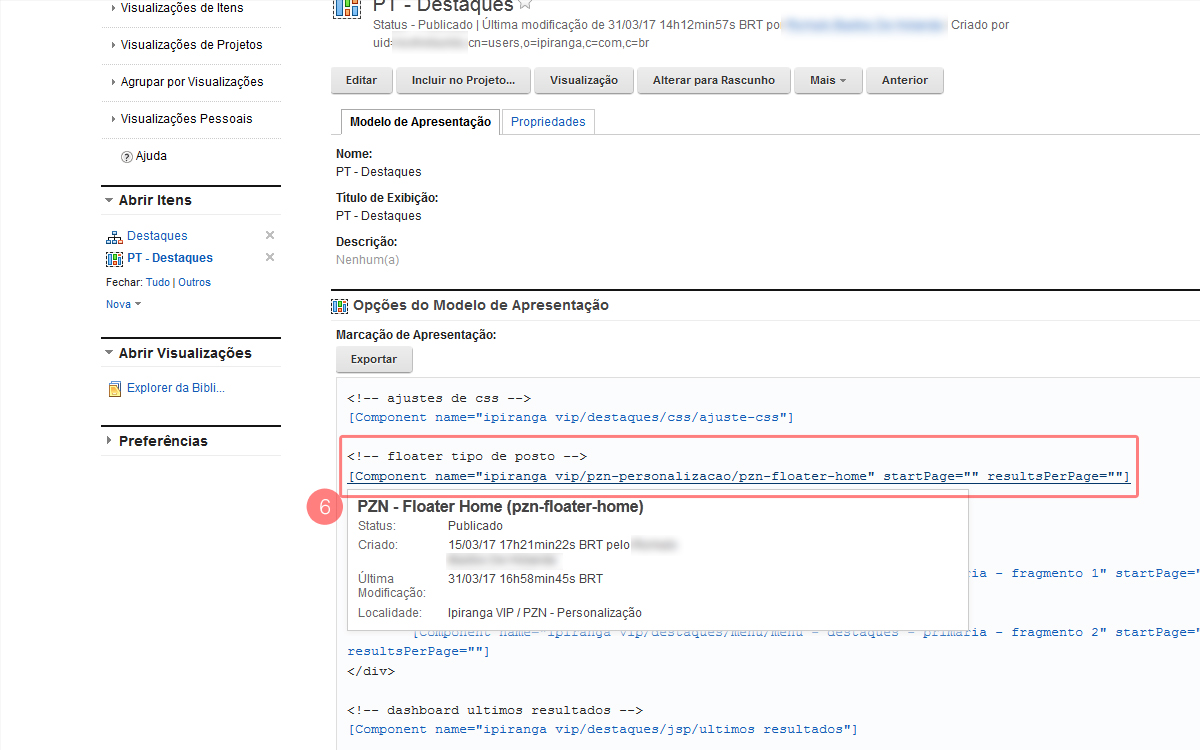 Visualizações de Itens
Visualizações de Projetos
Agrupar por Visualizações
Visualizações Pessoais
? Ajuda
Abrir Itens
Destaques
PT - Destaques
Fechar: Tudo | Outros
Nova
Abrir Visualizações
Explorer da Bibli...
Preferências
PT - Destaques
Status - Publicado | Última modificação de 31/03/17 14h12min57s BRT po Criado por
uid= cn=users,o=ipiranga,c=com,c=br
Editar Incluir no Projeto... Visualização Alterar para Rascunho Mais Anterior
Modelo de Apresentação Propriedades
Nome:
PT - Destaques
Título de Exibição:
PT - Destaques
Descrição:
Nenhum(a)
Opções do Modelo de Apresentação
Marcação de Apresentação:
Exportar
<!-- ajustes de css -->
[Component name="ipiranga vip/destaques/css/ajuste-css"]
<!-- floater tipo de posto -->
[Component name="ipiranga vip/pzn-personalizacao/pzn-floater-home" startPage="" resultsPerPage=""]
6
PZN - Floater Home (pzn-floater-home)
Status: Publicado
Criado: 15/03/17 17h21min22s BRT pelo
Última Modificação: 31/03/17 16h58min45s BRT
Localidade: Ipiranga VIP / PZN - Personalização
ria - fragmento 1" startPage="
[Component name="ipiranga vip/destaques/menu/menu - destaques - primaria - fragmento 2" startPage="
resultsPerPage=""]
</div>
<!-- dashboard ultimos resultados -->
[Component name="ipiranga vip/destaques/jsp/ultimos resultados"]